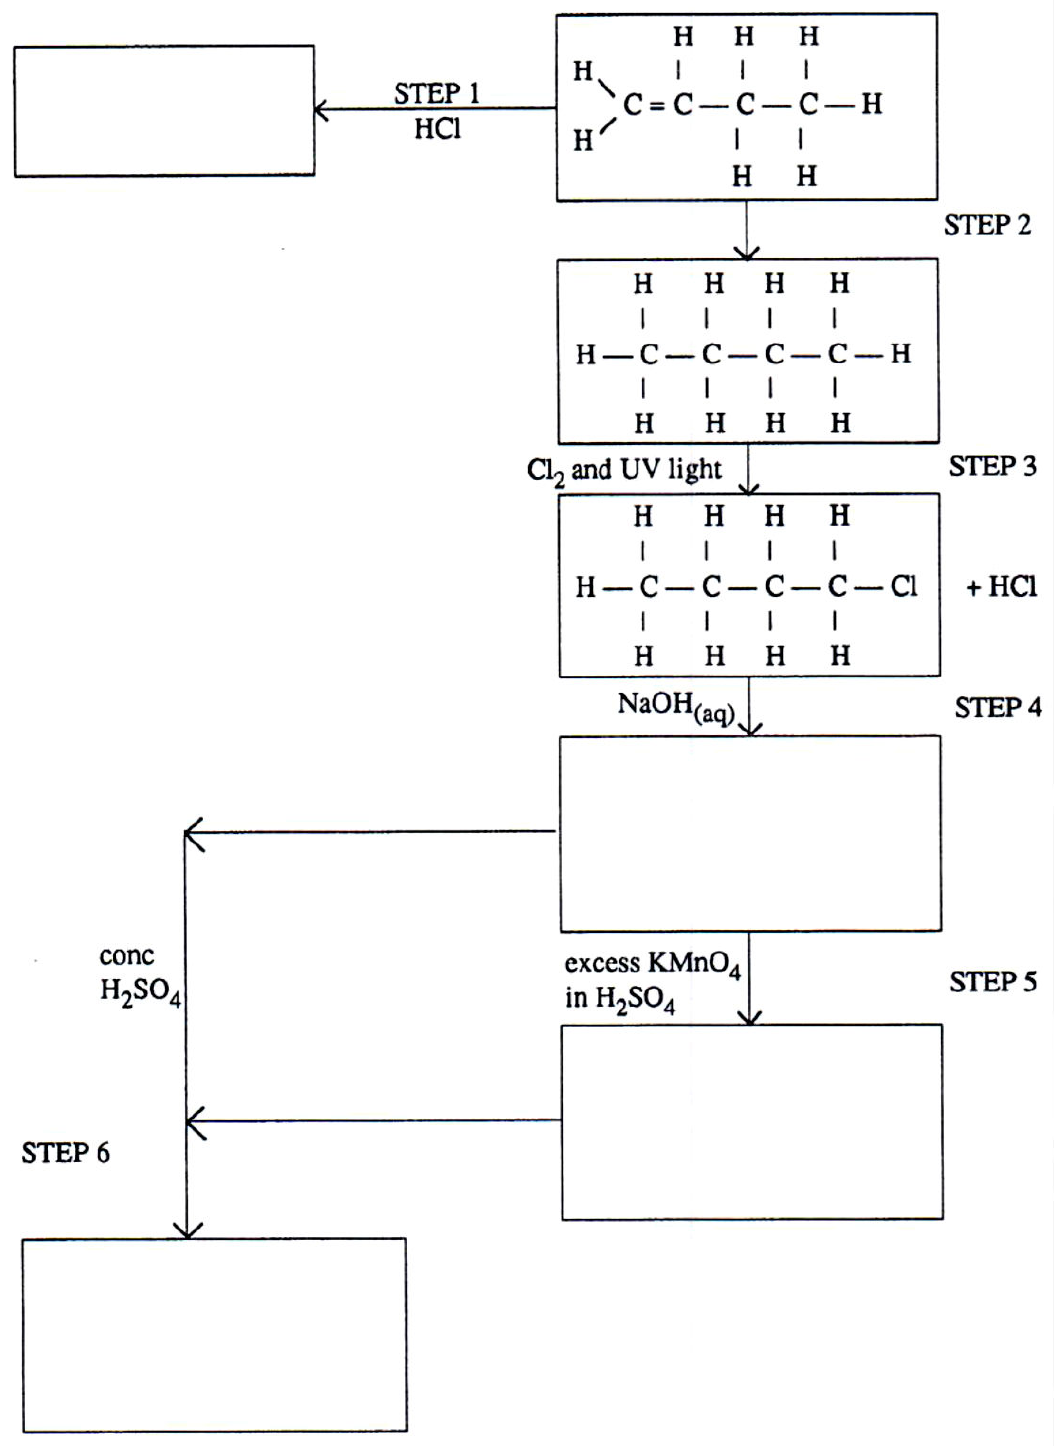 H H H
H
STEP 1
C = C — C — C — H
HCl
H
H H
STEP 2
H H H H
H — C — C — C — C — H
H H H H
Cl2 and UV light
STEP 3
H H H H
H — C — C — C — C — Cl + HCl
H H H H
NaOH(aq)
STEP 4
conc
H2SO4
excess KMnO4
in H2SO4
STEP 5
STEP 6